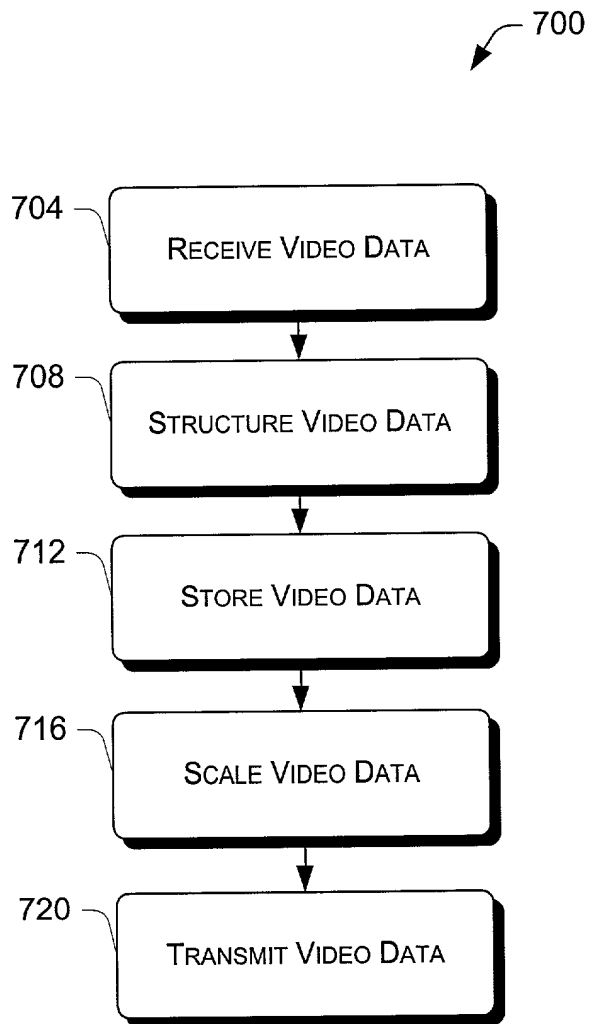 700
704
RECEIVE VIDEO DATA
708
STRUCTURE VIDEO DATA
712
STORE VIDEO DATA
716
SCALE VIDEO DATA
720
TRANSMIT VIDEO DATA